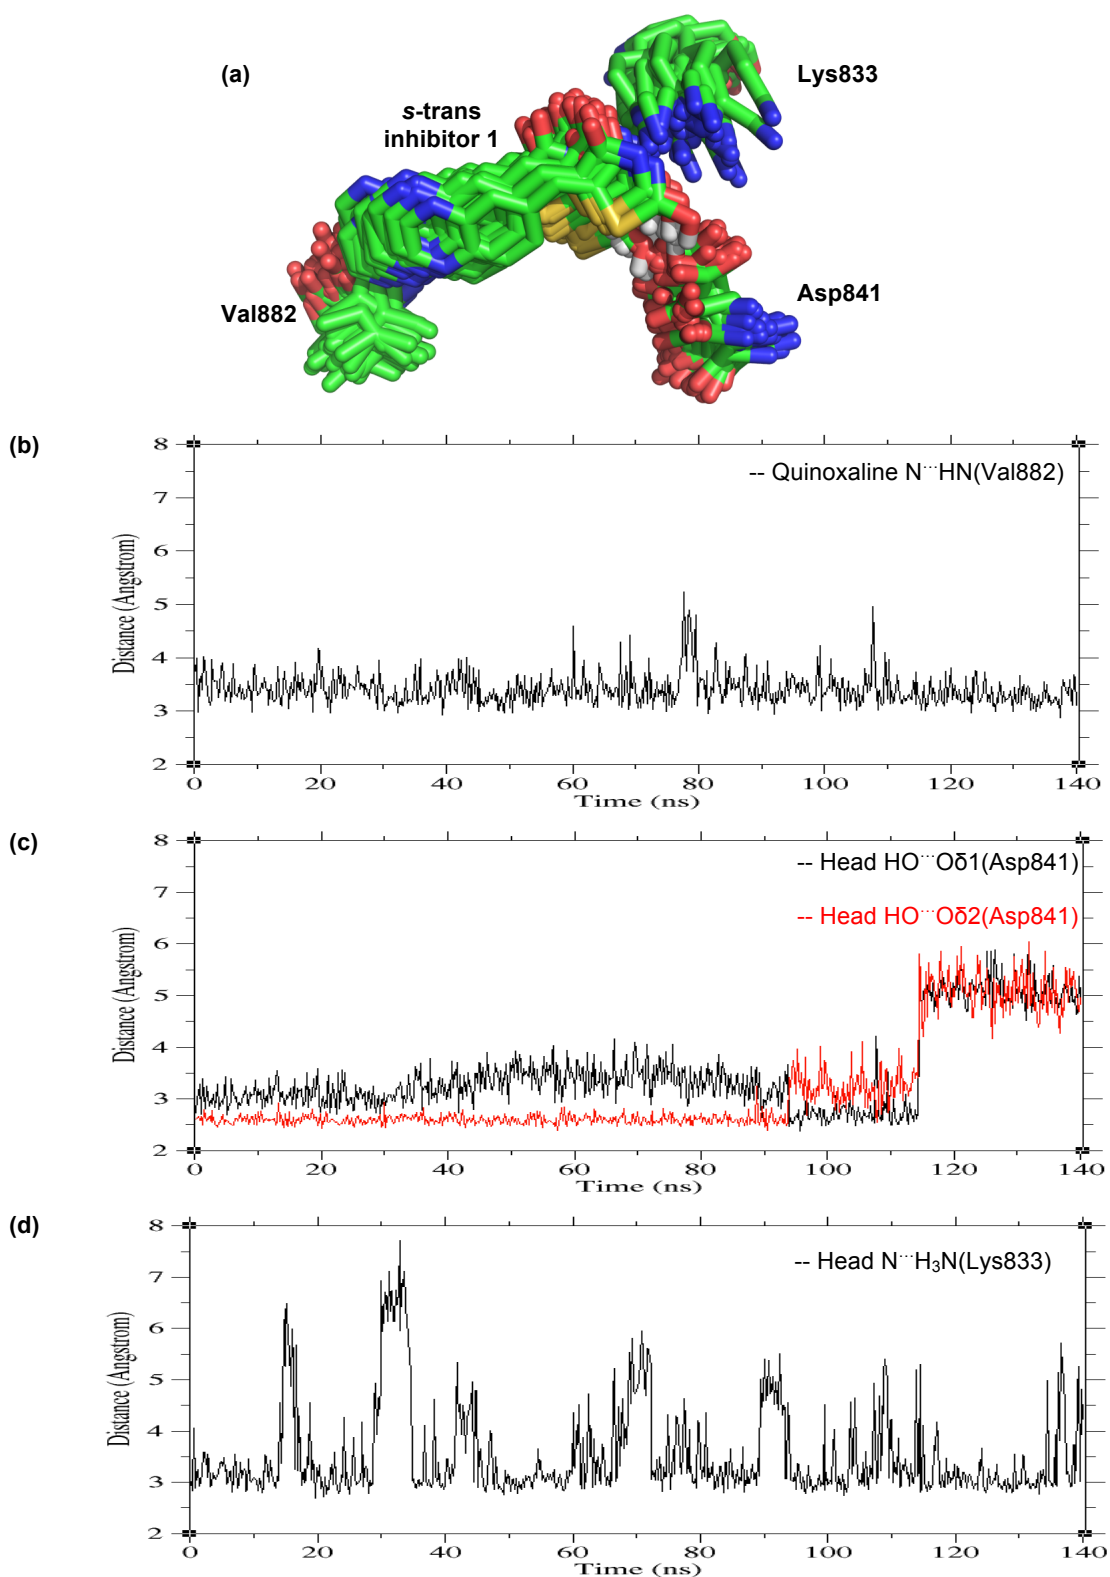 (a)
Lys833
s-trans
inhibitor 1
Val882
Asp841
(b)
-- Quinoxaline N···HN(Val882)
Distance (Angstrom)
8
7
6
5
4
3
2
0 20 40 60 80 100 120 140
Time (ns)
(c)
-- Head HO···Oδ1(Asp841)
-- Head HO···Oδ2(Asp841)
Distance (Angstrom)
8
7
6
5
4
3
2
0 20 40 60 80 100 120 140
Time (ns)
(d)
-- Head N···H₃N(Lys833)
Distance (Angstrom)
8
7
6
5
4
3
2
0 20 40 60 80 100 120 140
Time (ns)